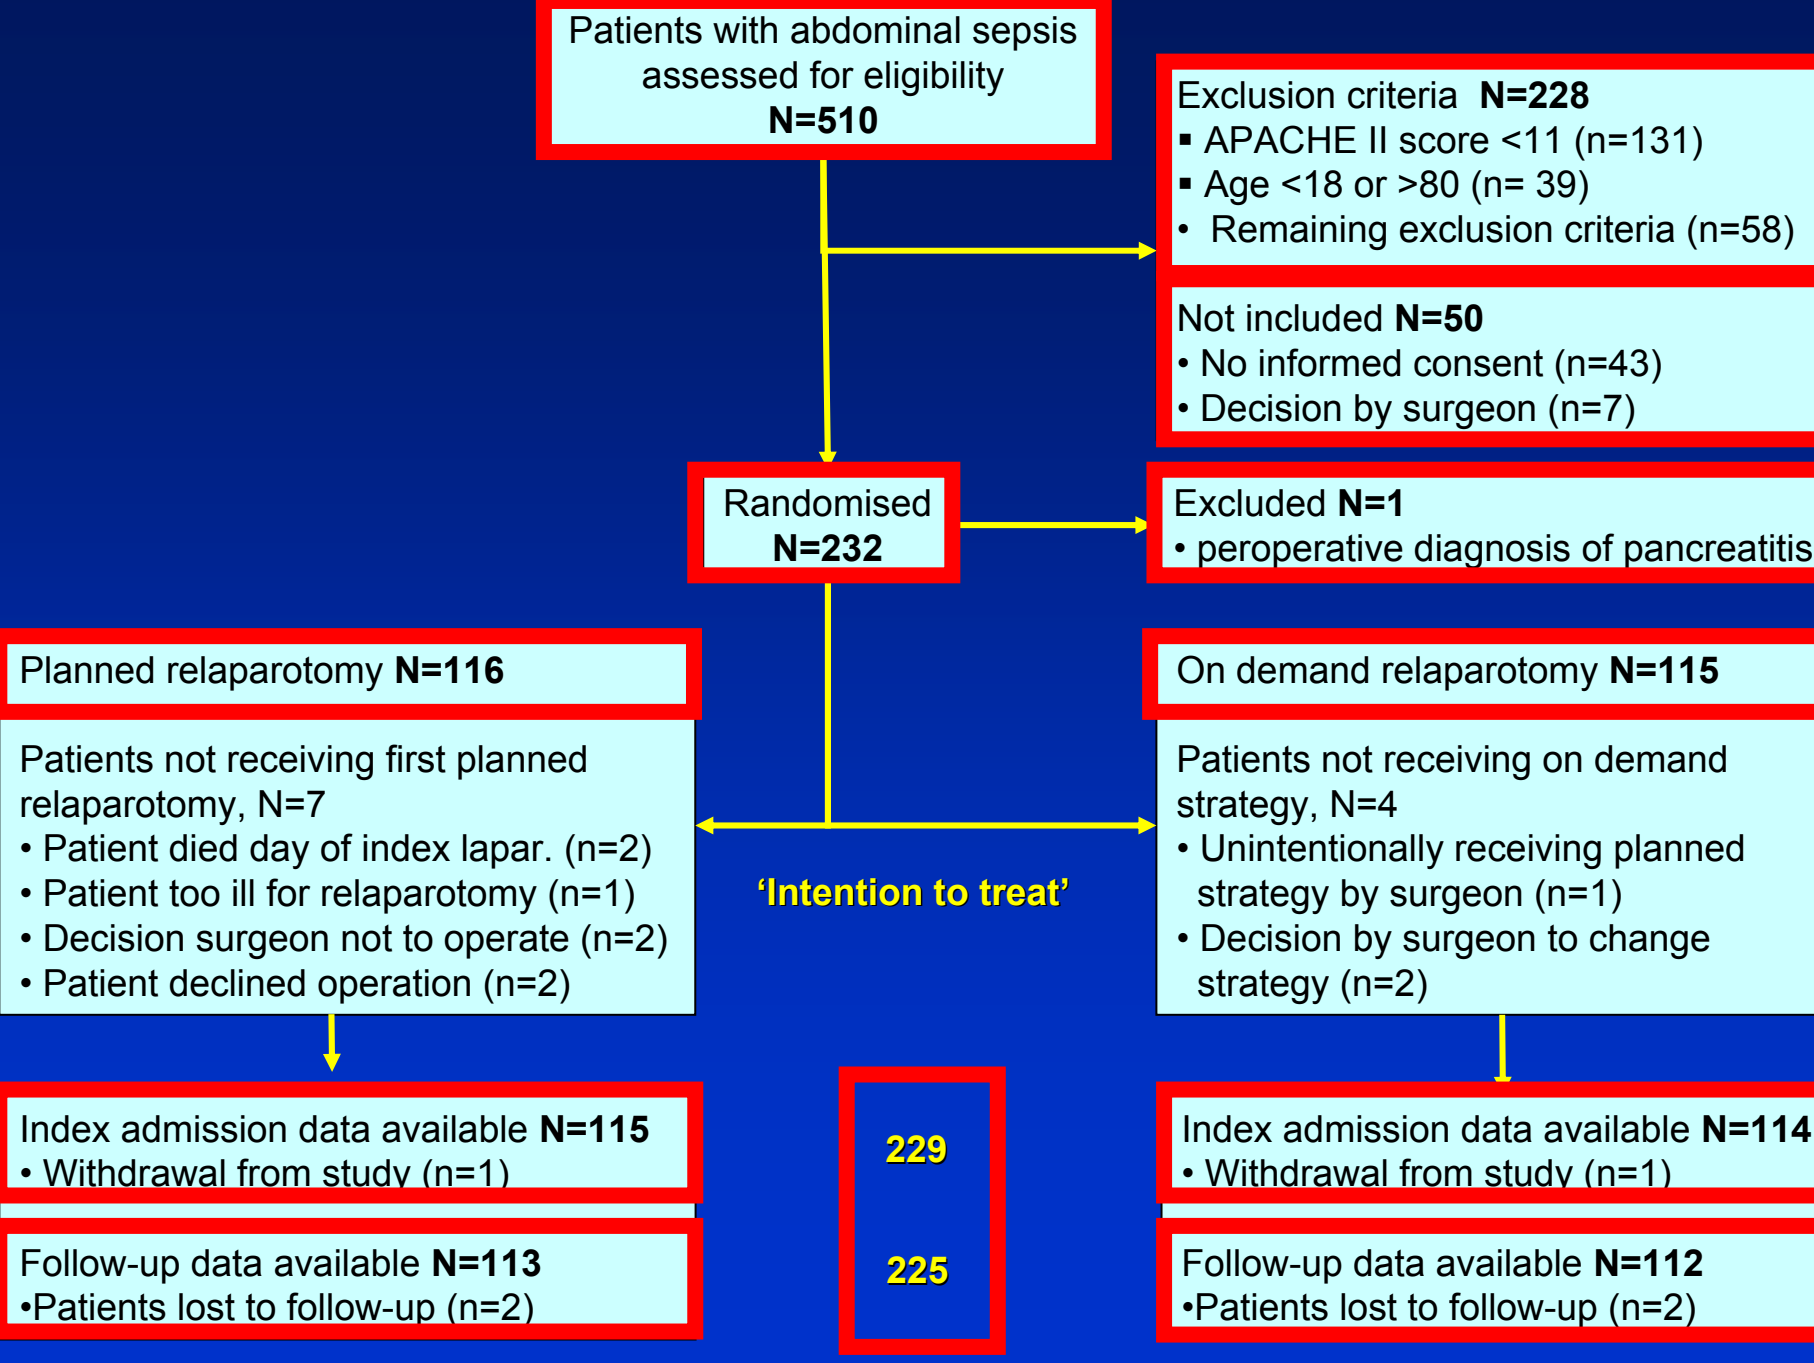 Patients with abdominal sepsis
assessed for eligibility
N=510
Exclusion criteria  N=228
▪ APACHE II score <11 (n=131)
▪ Age <18 or >80 (n= 39)
•  Remaining exclusion criteria (n=58)
Not included N=50
• No informed consent (n=43)
• Decision by surgeon (n=7)
Randomised
N=232
Excluded N=1
• peroperative diagnosis of pancreatitis
Planned relaparotomy N=116
Patients not receiving first planned
relaparotomy, N=7
• Patient died day of index lapar. (n=2)
• Patient too ill for relaparotomy (n=1)
• Decision surgeon not to operate (n=2)
• Patient declined operation (n=2)
On demand relaparotomy N=115
Patients not receiving on demand
strategy, N=4
• Unintentionally receiving planned
strategy by surgeon (n=1)
• Decision by surgeon to change
strategy (n=2)
‘Intention to treat’
Index admission data available N=115
• Withdrawal from study (n=1)
229
Index admission data available N=114
• Withdrawal from study (n=1)
Follow-up data available N=113
•Patients lost to follow-up (n=2)
225
Follow-up data available N=112
•Patients lost to follow-up (n=2)